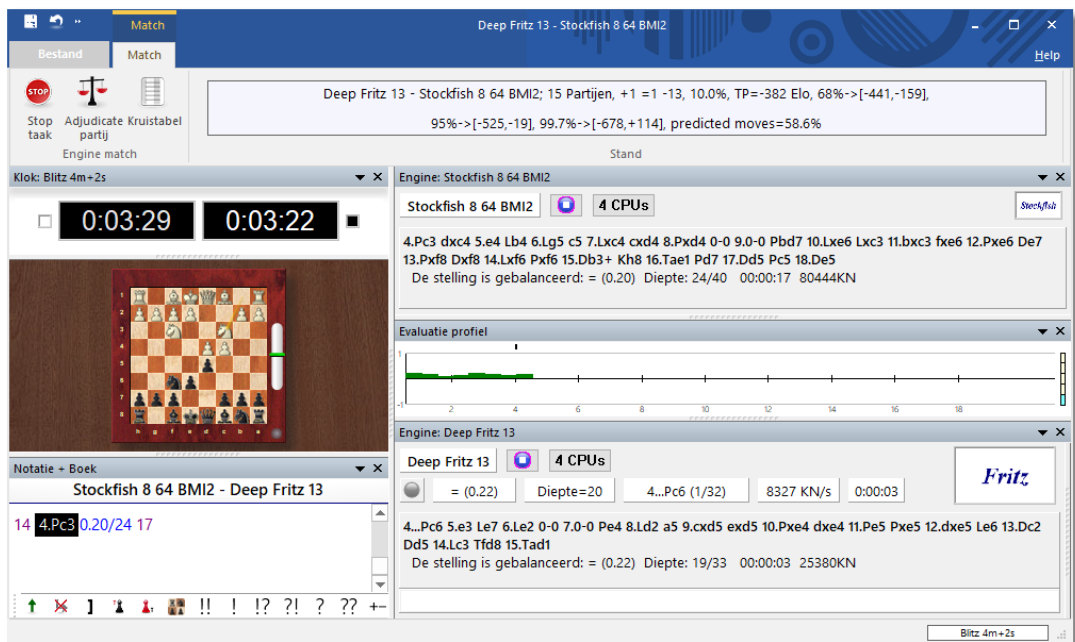 Match
Deep Fritz 13 - Stockfish 8 64 BMI2
Bestand
Match
Help
STOP
Stop taak
Adjudicate partij
Kruistabel
Engine match
Deep Fritz 13 - Stockfish 8 64 BMI2; 15 Partijen, +1 =1 -13, 10.0%, TP=-382 Elo, 68%->[-441,-159],
95%->[-525,-19], 99.7%->[-678,+114], predicted moves=58.6%
Stand
Klok: Blitz 4m+2s
0:03:29
0:03:22
1
2
3
4
5
6
7
8
h g f e d c b a
Notatie + Boek
Stockfish 8 64 BMI2 - Deep Fritz 13
14 4.Pc3 0.20/24 17
] !! ! !? ?! ? ?? +-
Engine: Stockfish 8 64 BMI2
Stockfish 8 64 BMI2
4 CPUs
Stockfish
4.Pc3 dxc4 5.e4 Lb4 6.Lg5 c5 7.Lxc4 cxd4 8.Pxd4 0-0 9.0-0 Pbd7 10.Lxe6 Lxc3 11.bxc3 fxe6 12.Pxe6 De7
13.Pxf8 Dxf8 14.Lxf6 Pxf6 15.Db3+ Kh8 16.Tae1 Pd7 17.Dd5 Pc5 18.De5
De stelling is gebalanceerd: = (0.20) Diepte: 24/40 00:00:17 80444KN
Evaluatie profiel
1
-1
2 4 6 8 10 12 14 16 18
Engine: Deep Fritz 13
Deep Fritz 13
4 CPUs
Fritz
= (0.22)
Diepte=20
4...Pc6 (1/32)
8327 KN/s
0:00:03
4...Pc6 5.e3 Le7 6.Le2 0-0 7.0-0 Pe4 8.Ld2 a5 9.cxd5 exd5 10.Pxe4 dxe4 11.Pe5 Pxe5 12.dxe5 Le6 13.Dc2
Dd5 14.Lc3 Tfd8 15.Tad1
De stelling is gebalanceerd: = (0.22) Diepte: 19/33 00:00:03 25380KN
Blitz 4m+2s